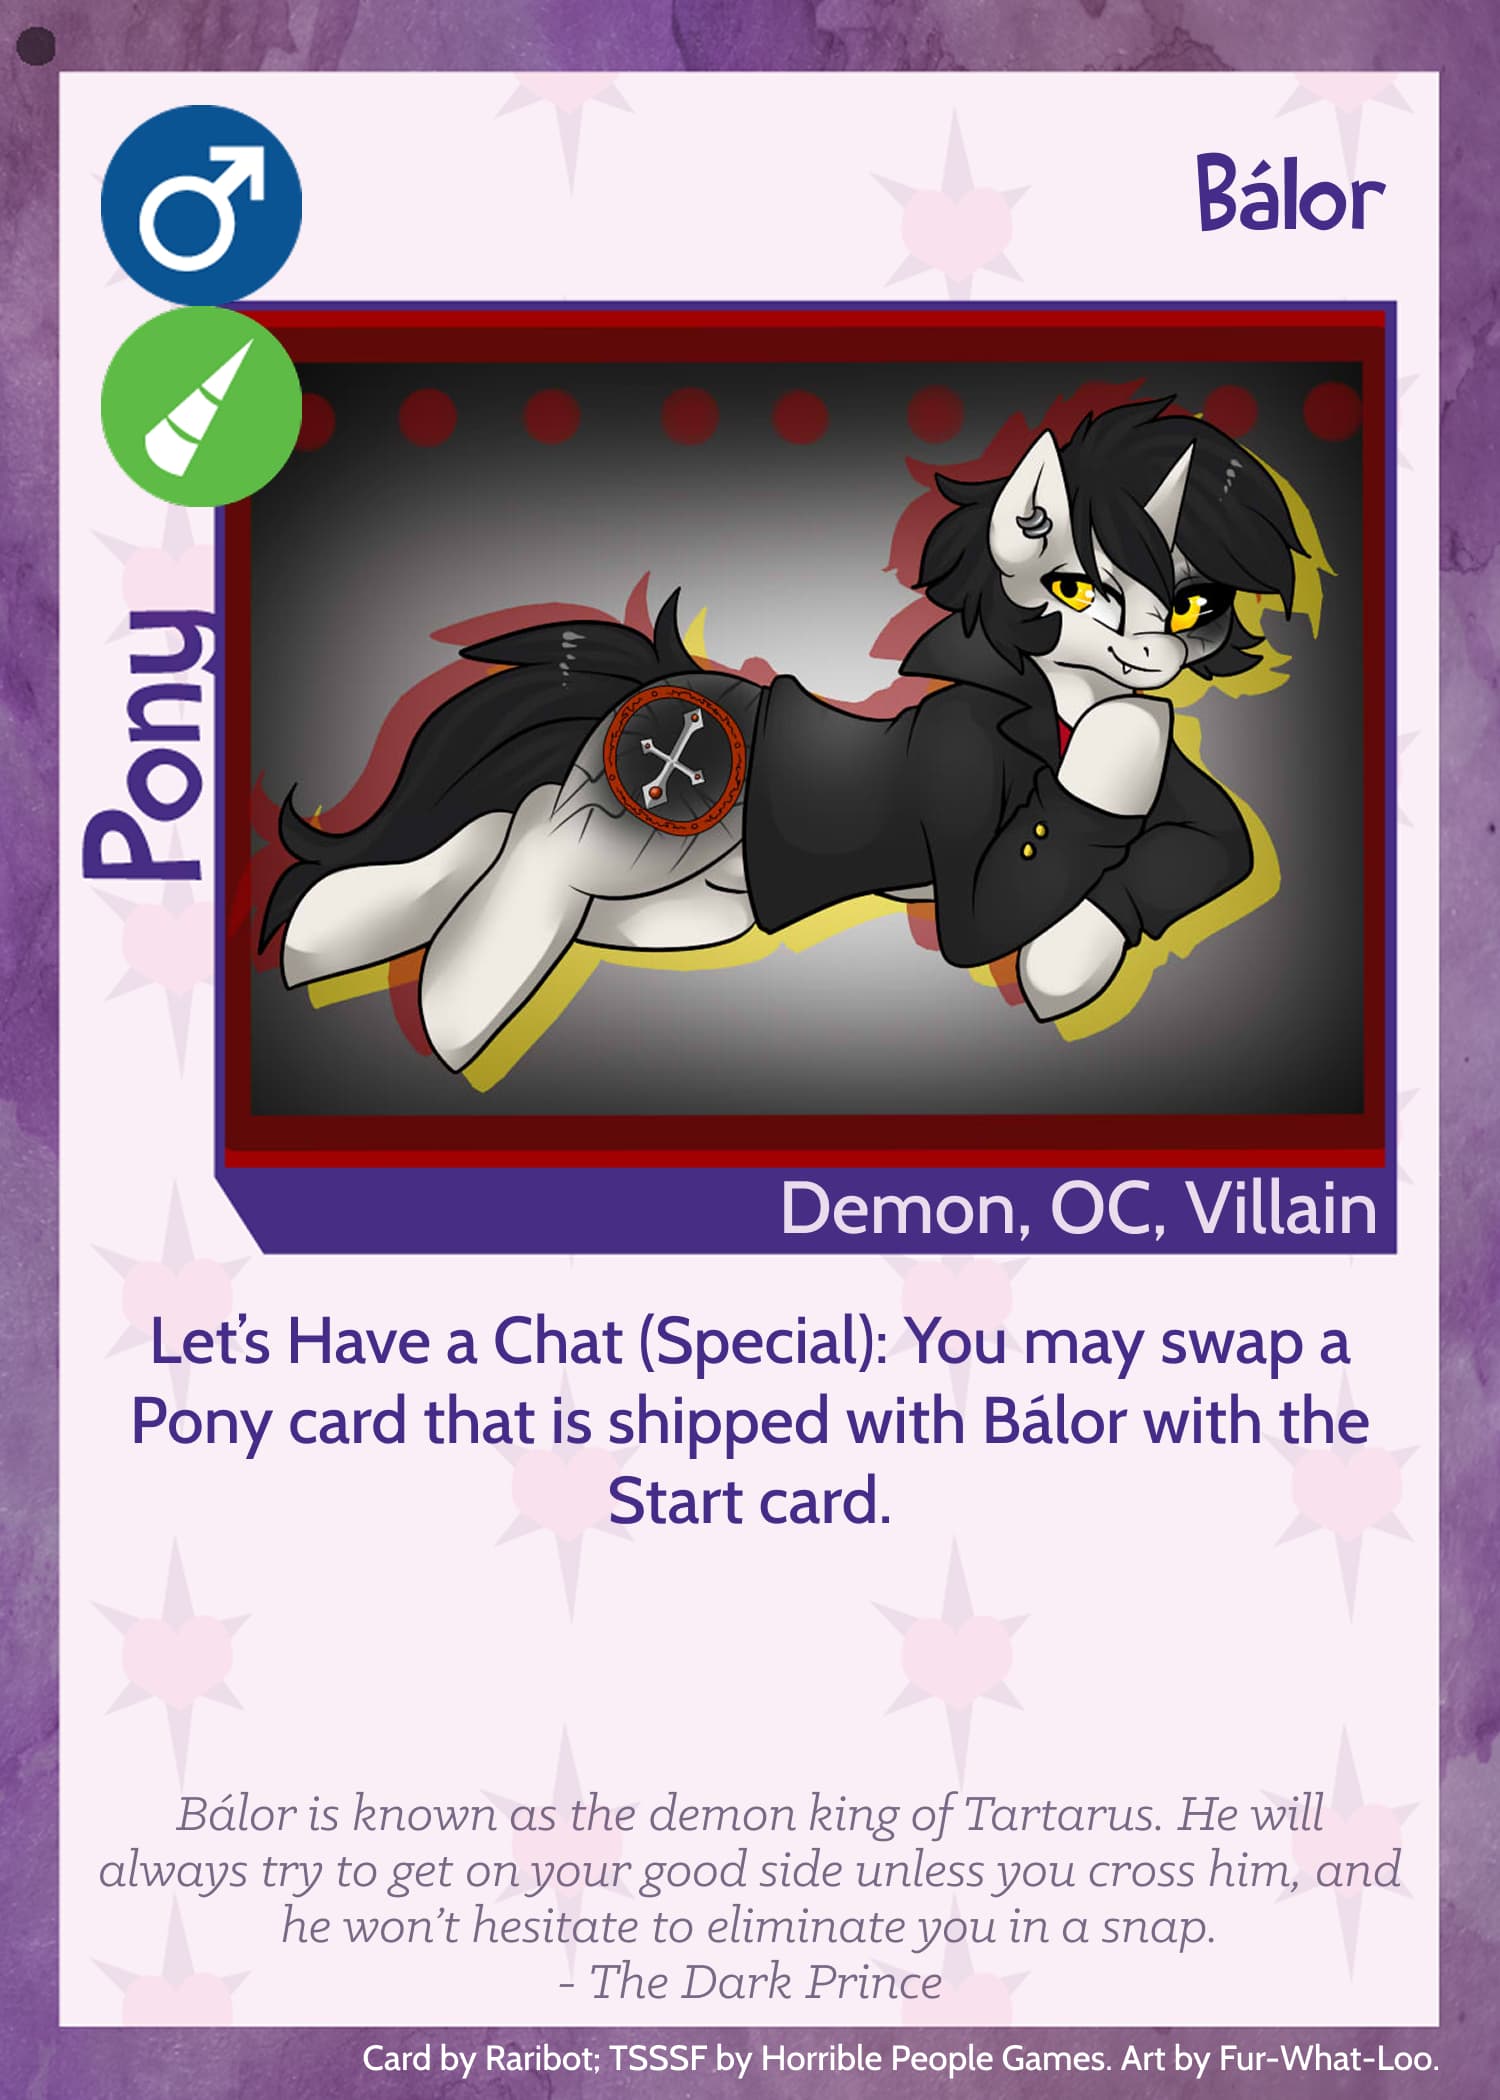 Bálor
Pony
Demon, OC, Villain
Let’s Have a Chat (Special): You may swap a
Pony card that is shipped with Bálor with the
Start card.
Bálor is known as the demon king of Tartarus. He will
always try to get on your good side unless you cross him, and
he won’t hesitate to eliminate you in a snap.
- The Dark Prince
Card by Raribot; TSSSF by Horrible People Games. Art by Fur-What-Loo.